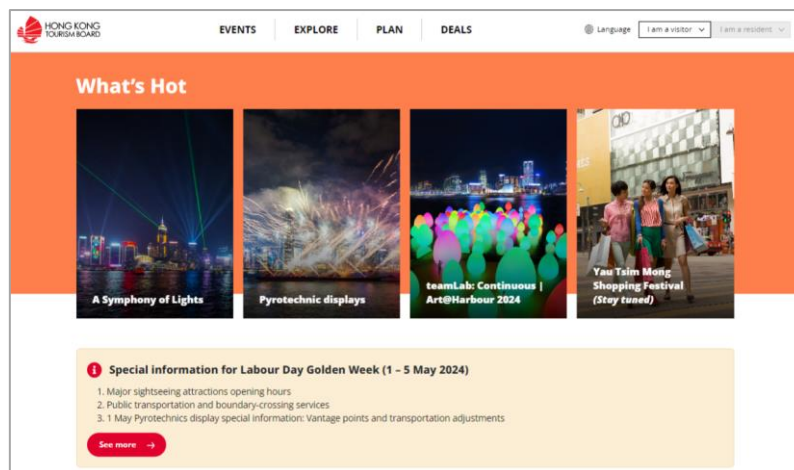 HONG KONG
TOURISM BOARD
EVENTS
EXPLORE
PLAN
DEALS
Language
I am a visitor
I am a resident
What's Hot
A Symphony of Lights
Pyrotechnic displays
teamLab: Continuous |
Art@Harbour 2024
Yau Tsim Mong
Shopping Festival
(Stay tuned)
Special information for Labour Day Golden Week (1 – 5 May 2024)
1. Major sightseeing attractions opening hours
2. Public transportation and boundary-crossing services
3. 1 May Pyrotechnics display special information: Vantage points and transportation adjustments
See more →